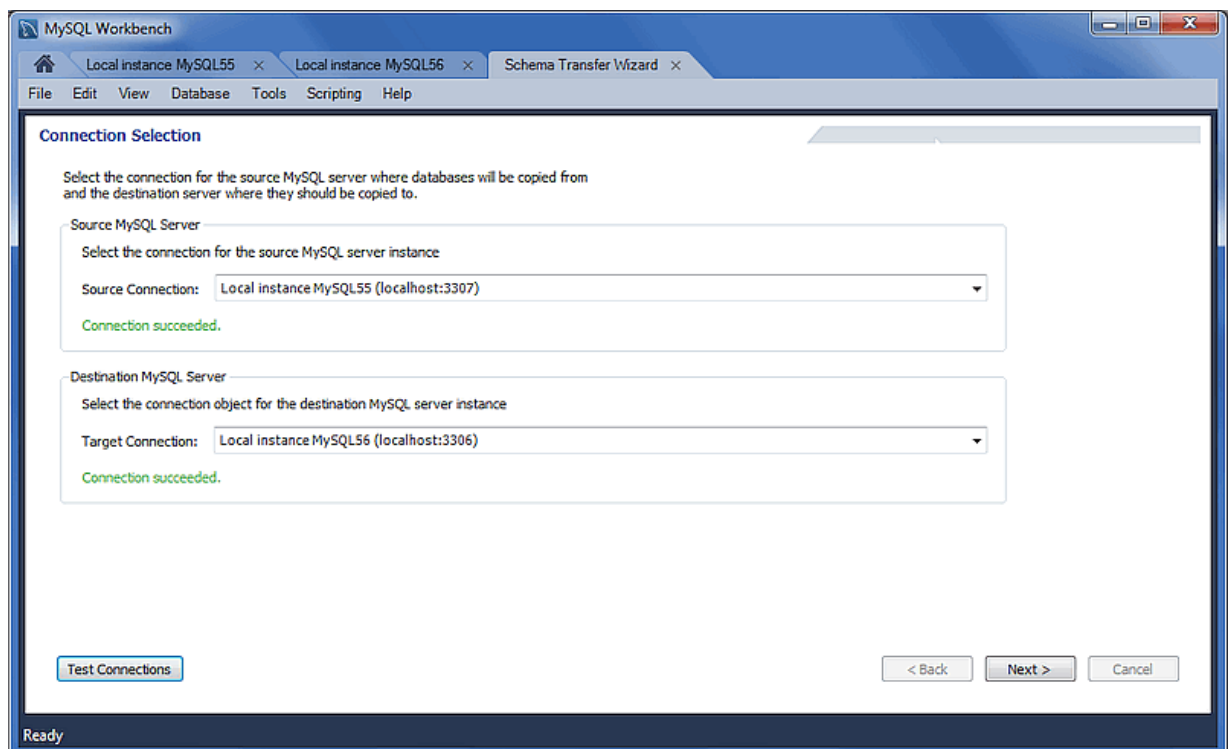 MySQL Workbench
Local instance MySQL55
Local instance MySQL56
Schema Transfer Wizard
File Edit View Database Tools Scripting Help
Connection Selection
Select the connection for the source MySQL server where databases will be copied from
and the destination server where they should be copied to.
Source MySQL Server
Select the connection for the source MySQL server instance
Source Connection: Local instance MySQL55 (localhost:3307)
Connection succeeded.
Destination MySQL Server
Select the connection object for the destination MySQL server instance
Target Connection: Local instance MySQL56 (localhost:3306)
Connection succeeded.
Test Connections < Back Next > Cancel
Ready